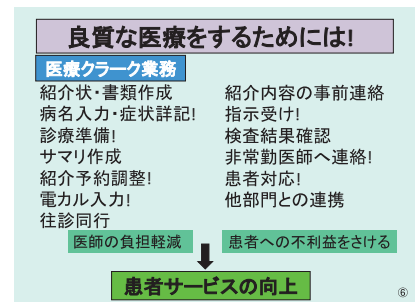 良質な医療をするためには!
医療クラーク業務
紹介状・書類作成
病名入力・症状詳記!
診療準備!
サマリ作成
紹介予約調整!
電カル入力!
往診同行
紹介内容の事前連絡
指示受け!
検査結果確認
非常勤医師へ連絡!
患者対応!
他部門との連携
医師の負担軽減
患者への不利益をさける
患者サービスの向上
⑥